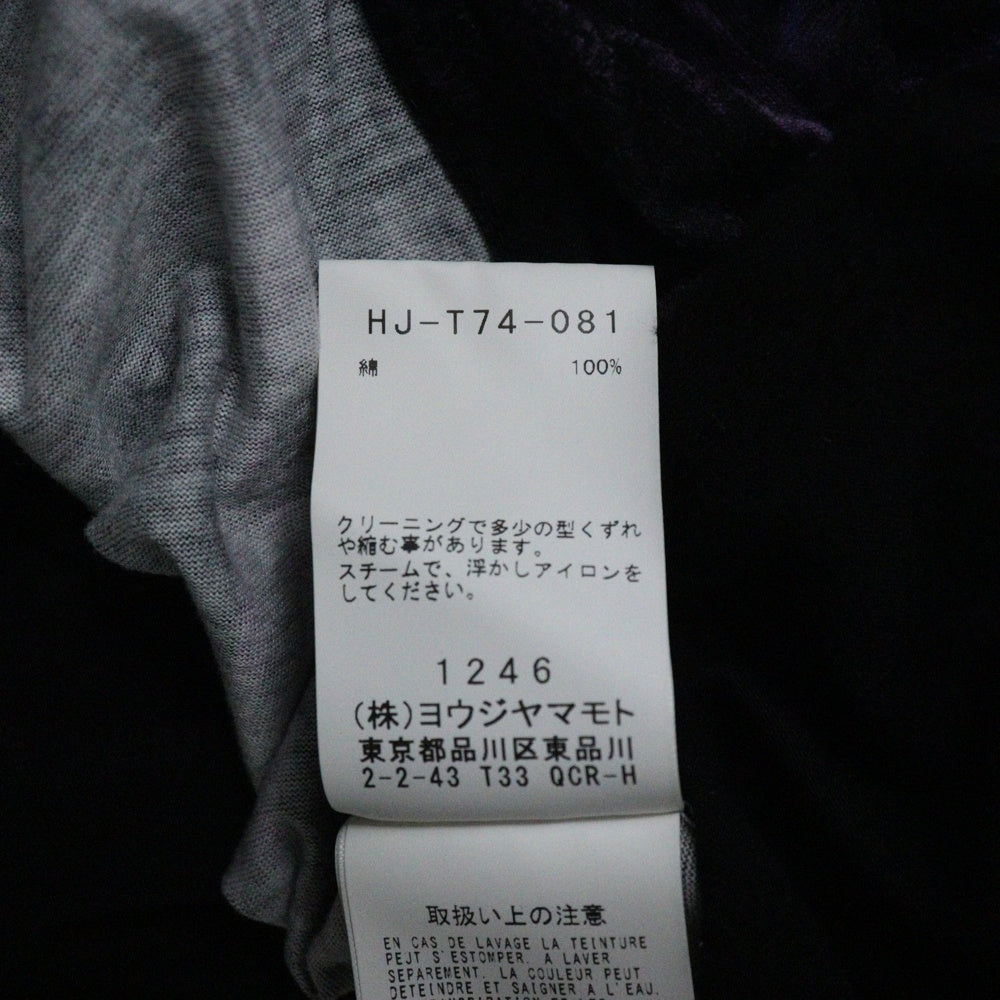 HJ-T74-081
綿 100%
クリーニングで多少の型くずれ
や縮む事があります。
スチームで、浮かしアイロンを
してください。
1246
(株)ヨウジヤマモト
東京都品川区東品川
2-2-43 T33 QCR-H
取扱い上の注意
EN CAS DE LAVAGE LA TEINTURE
PEUT S'ESTOMPER. A LAVER
SEPAREMENT. LA COULEUR PEUT
DETEINDRE ET SAIGNER A L'EAU.